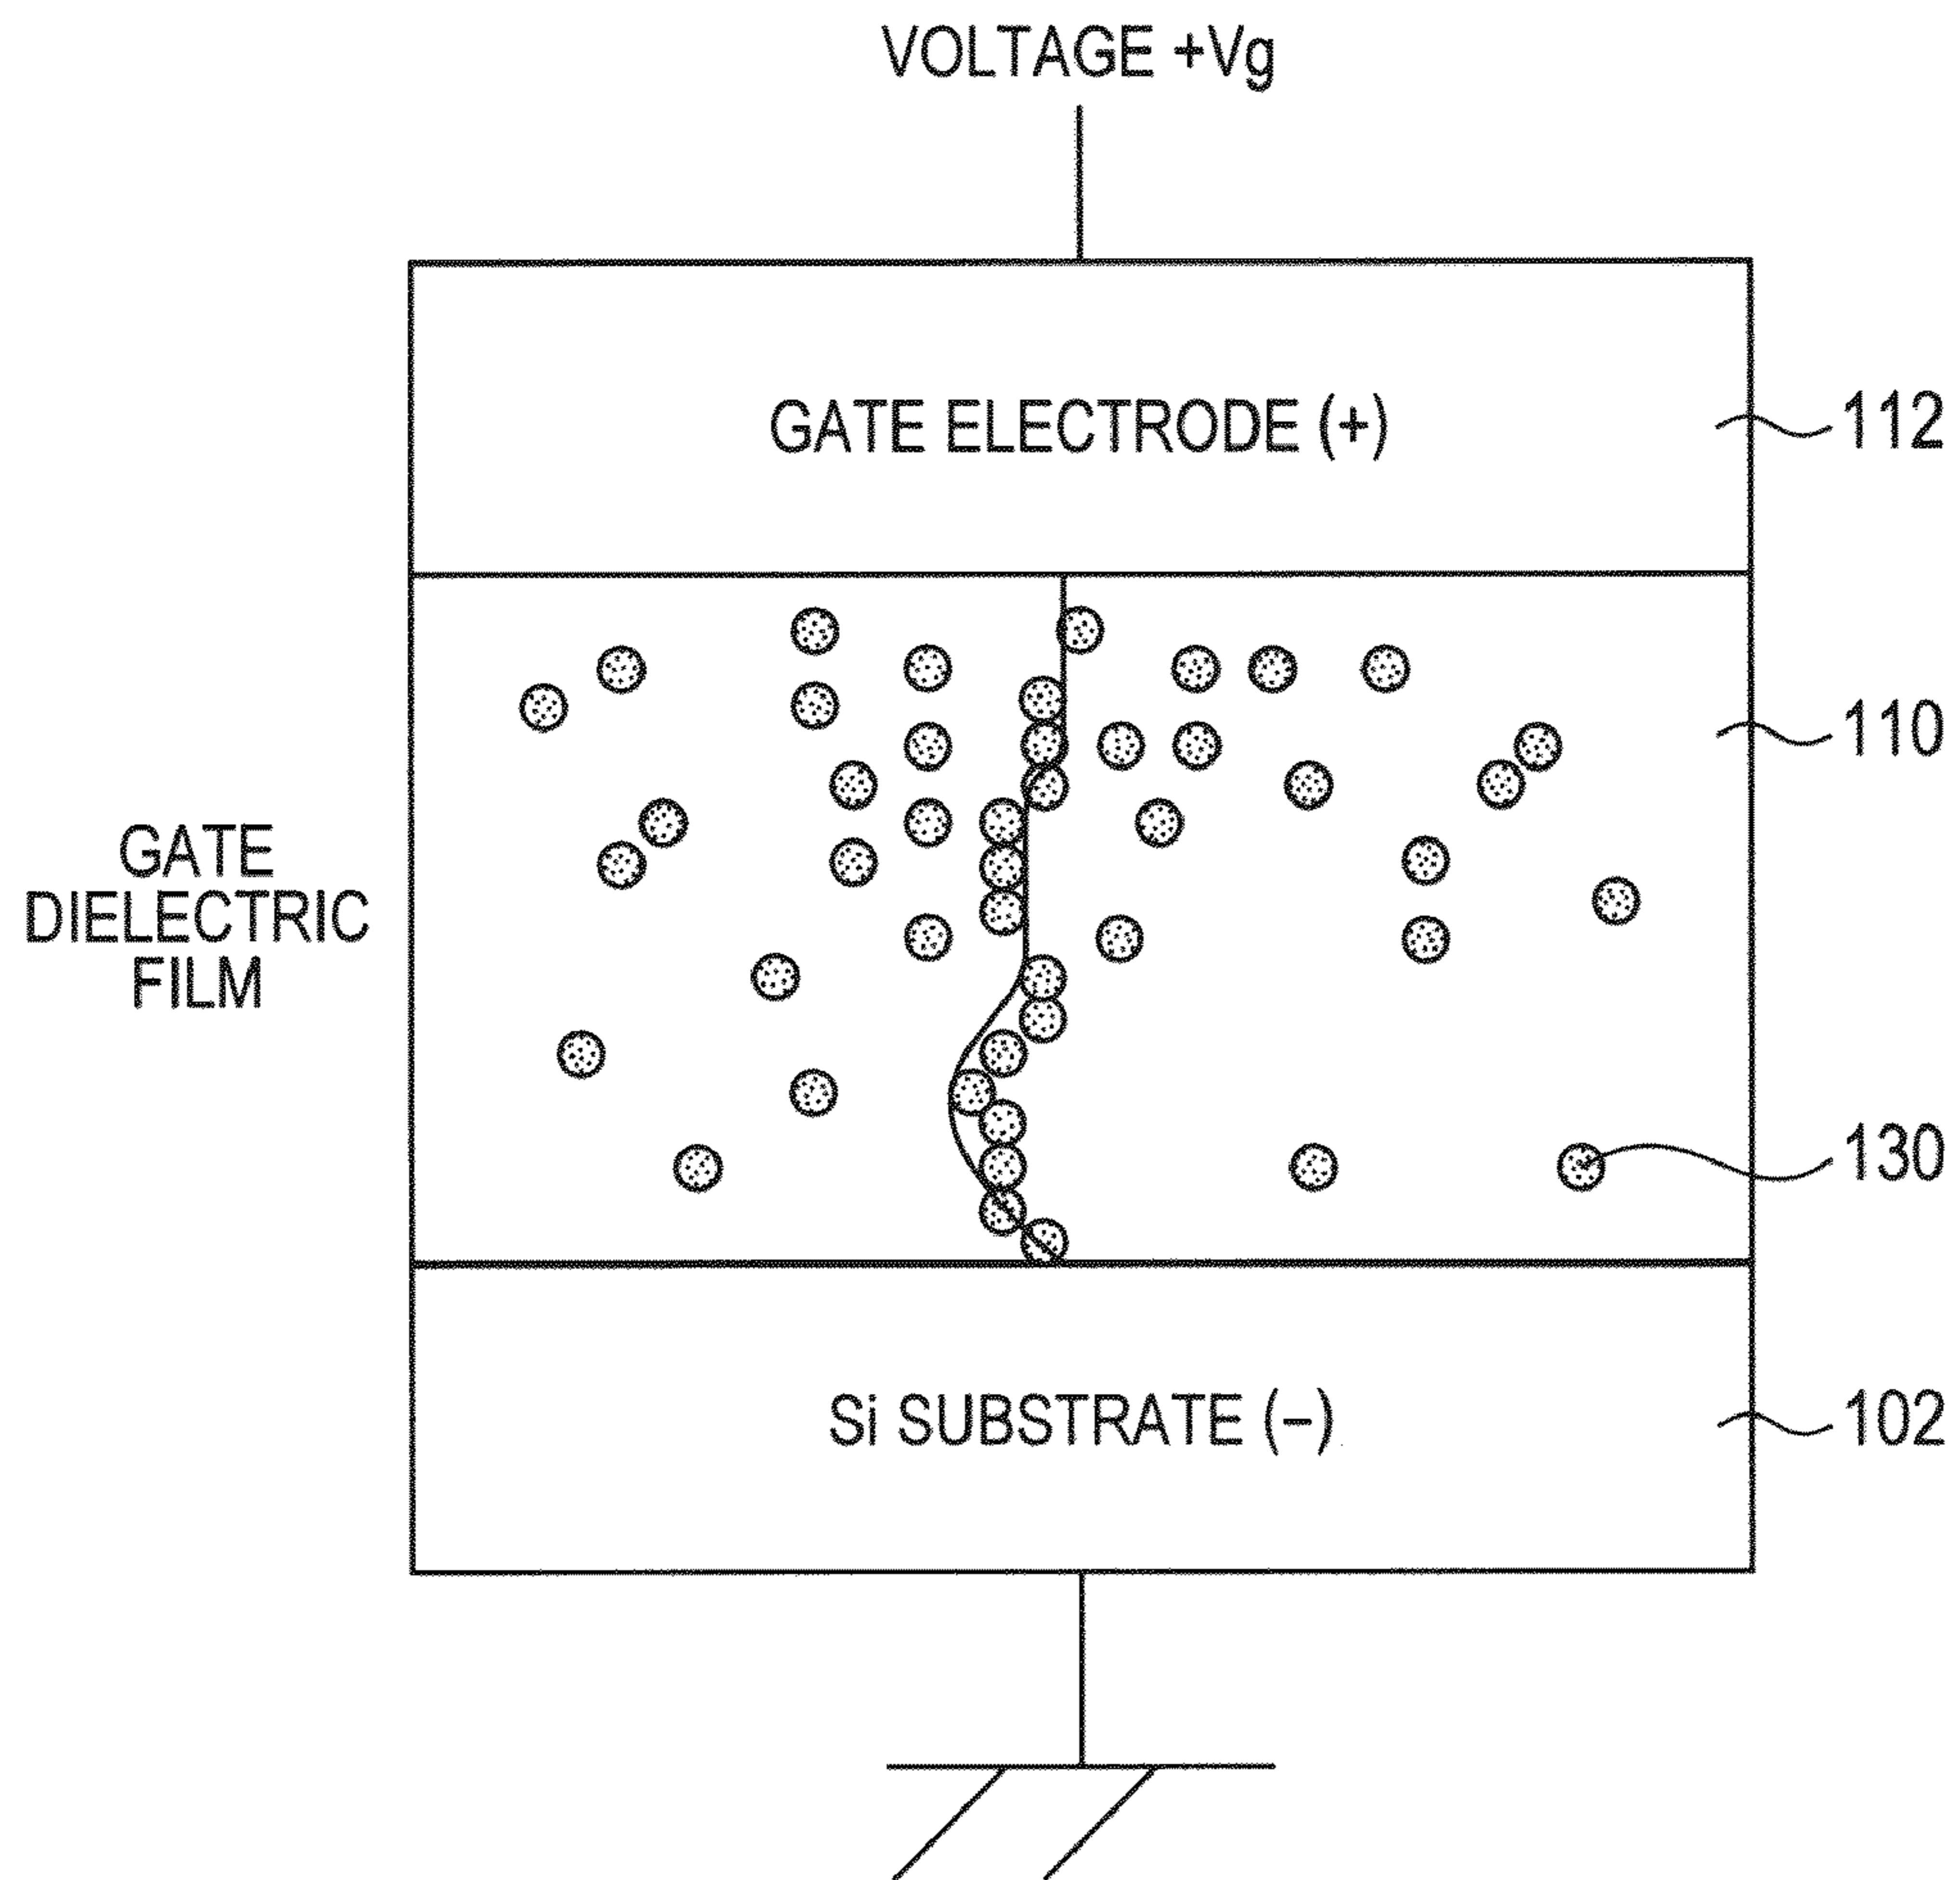 VOLTAGE +Vg
GATE ELECTRODE (+)
112
110
GATE
DIELECTRIC
FILM
130
Si SUBSTRATE (–)
102